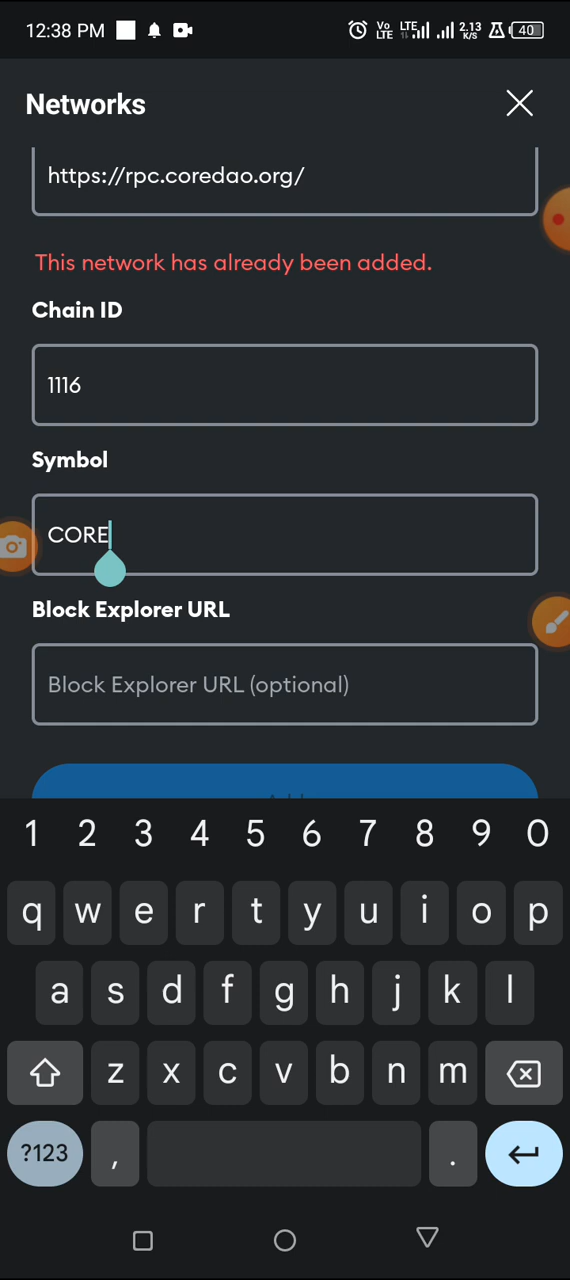 12:38 PM Vo LTE LTE 2.13 K/S 40
Networks
https://rpc.coredao.org/
This network has already been added.
Chain ID
1116
Symbol
CORE
Block Explorer URL
Block Explorer URL (optional)
1 2 3 4 5 6 7 8 9 0
q w e r t y u i o p
a s d f g h j k l
z x c v b n m
?123 , .